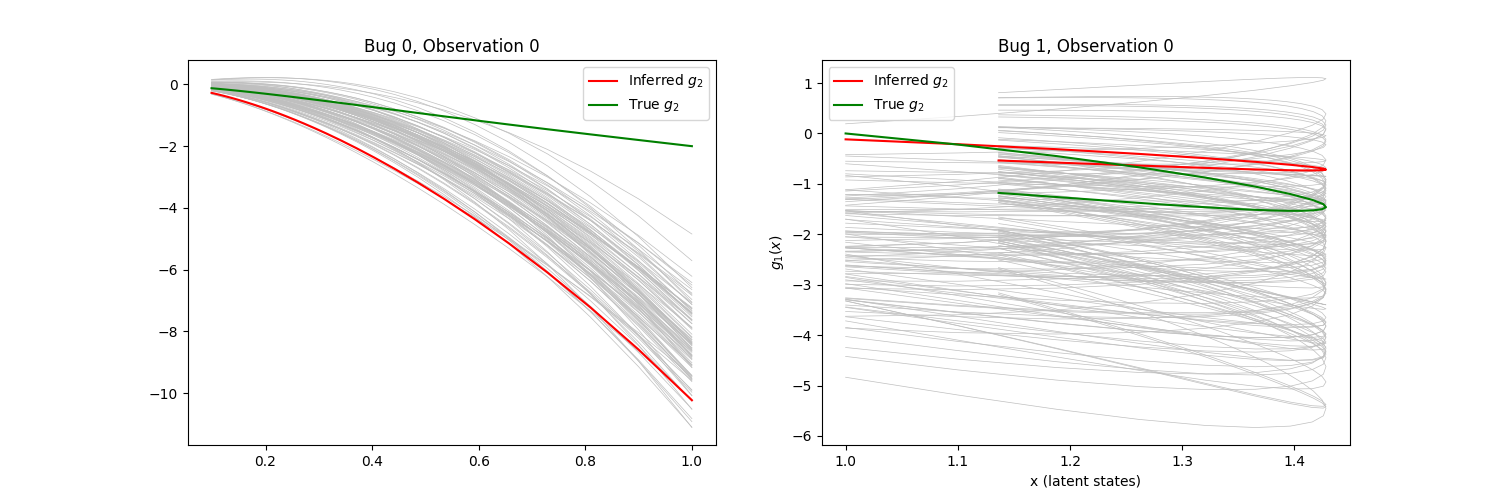 Bug 0, Observation 0
Inferred g₂
True g₂
0
−2
−4
−6
−8
−10
0.2 0.4 0.6 0.8 1.0
Bug 1, Observation 0
Inferred g₂
True g₂
g₁(x)
1
0
−1
−2
−3
−4
−5
−6
1.0 1.1 1.2 1.3 1.4
x (latent states)